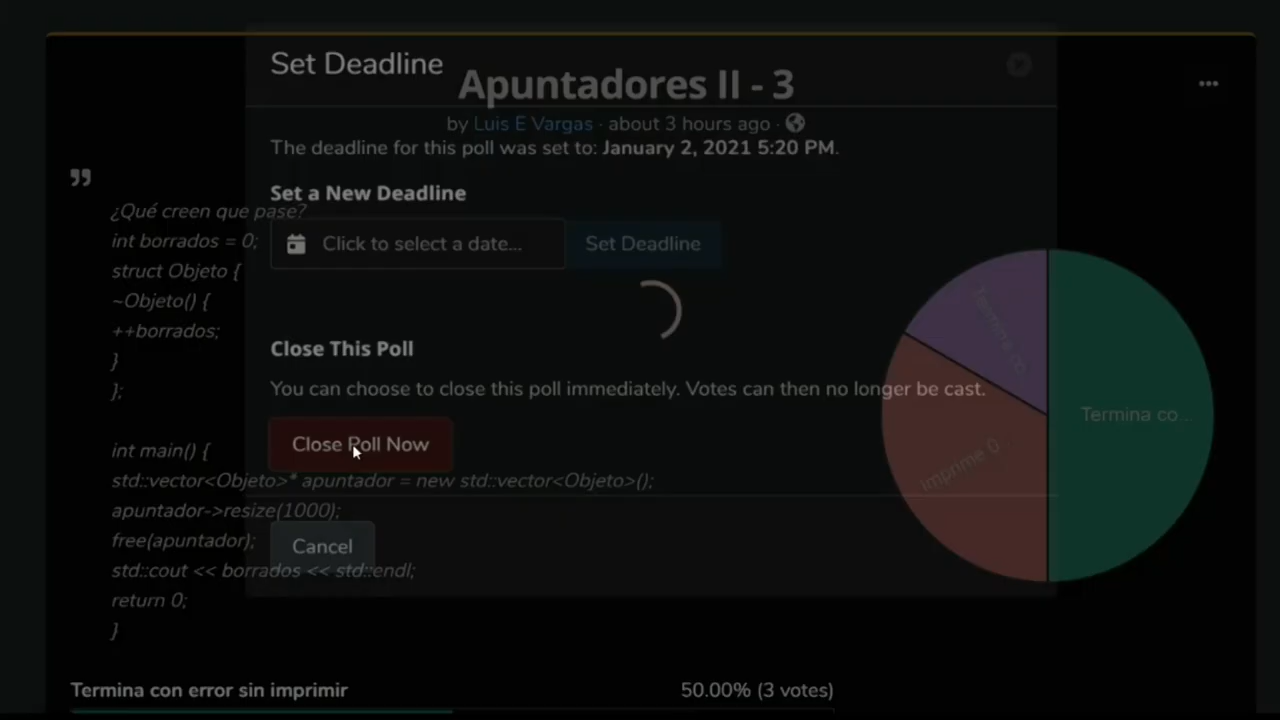 Set Deadline
Apuntadores II - 3
by Luis E Vargas · about 3 hours ago ·
The deadline for this poll was set to: January 2, 2021 5:20 PM.
Set a New Deadline
Click to select a date...
Set Deadline
Close This Poll
You can choose to close this poll immediately. Votes can then no longer be cast.
Close Poll Now
Cancel
¿Qué creen que pase?
int borrados = 0;
struct Objeto {
~Objeto() {
++borrados;
}
};
int main() {
std::vector<Objeto>* apuntador = new std::vector<Objeto>();
apuntador->resize(1000);
free(apuntador);
std::cout << borrados << std::endl;
return 0;
}
Termina co...
Imprime 0...
Termina co...
Termina con error sin imprimir
50.00% (3 votes)